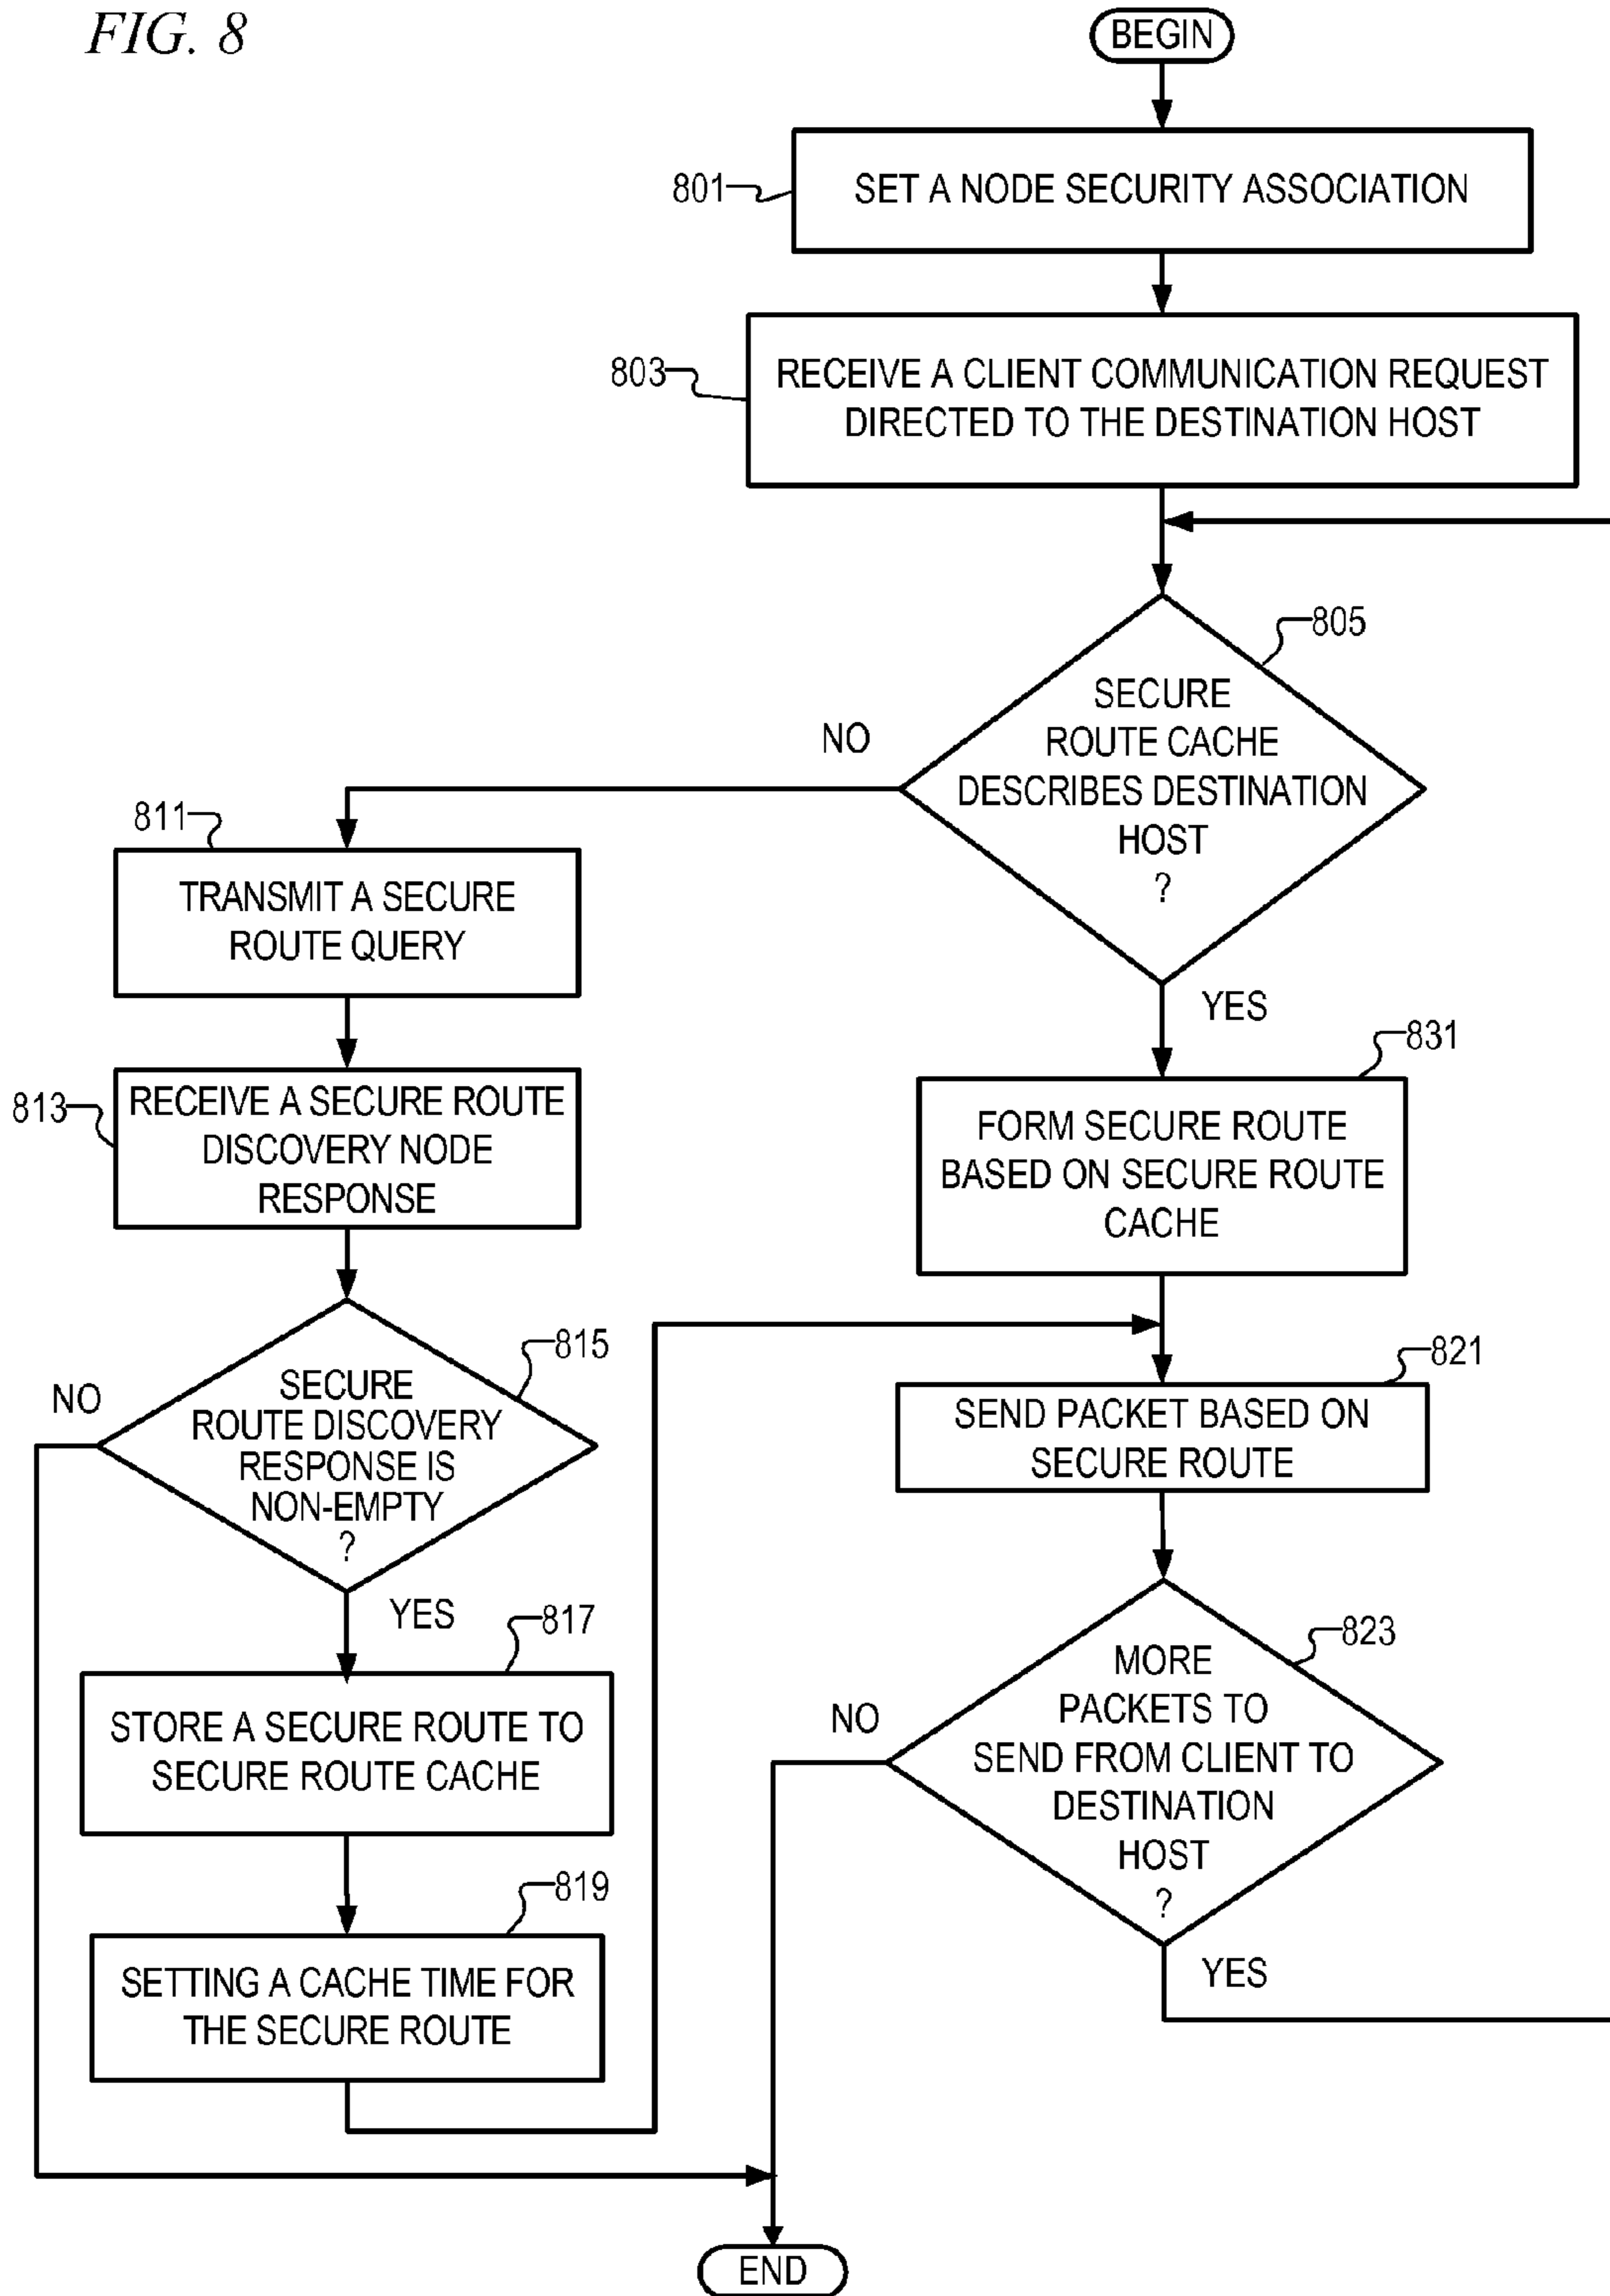 FIG. 8
BEGIN
801
SET A NODE SECURITY ASSOCIATION
803
RECEIVE A CLIENT COMMUNICATION REQUEST
DIRECTED TO THE DESTINATION HOST
805
SECURE
ROUTE CACHE
DESCRIBES DESTINATION
HOST
?
NO
YES
811
TRANSMIT A SECURE
ROUTE QUERY
813
RECEIVE A SECURE ROUTE
DISCOVERY NODE
RESPONSE
815
SECURE
ROUTE DISCOVERY
RESPONSE IS
NON-EMPTY
?
NO
YES
817
STORE A SECURE ROUTE TO
SECURE ROUTE CACHE
819
SETTING A CACHE TIME FOR
THE SECURE ROUTE
831
FORM SECURE ROUTE
BASED ON SECURE ROUTE
CACHE
821
SEND PACKET BASED ON
SECURE ROUTE
823
MORE
PACKETS TO
SEND FROM CLIENT TO
DESTINATION
HOST
?
NO
YES
END